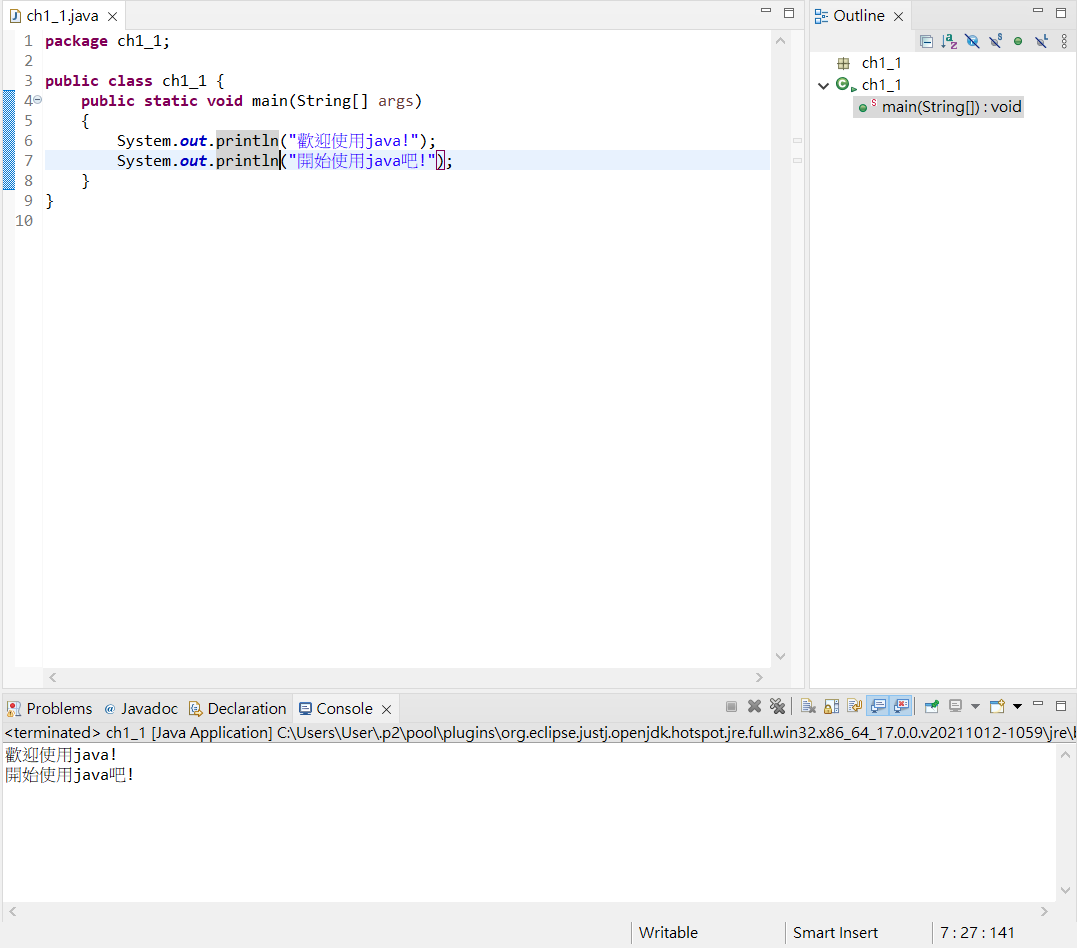 ch1_1.java
Outline
1 package ch1_1;
2
3 public class ch1_1 {
4 public static void main(String[] args)
5 {
6 System.out.println("歡迎使用java!");
7 System.out.println("開始使用java吧!");
8 }
9 }
10
ch1_1
ch1_1
main(String[]) : void
Problems @ Javadoc Declaration Console
<terminated> ch1_1 [Java Application] C:\Users\User\.p2\pool\plugins\org.eclipse.justj.openjdk.hotspot.jre.full.win32.x86_64_17.0.0.v20211012-1059\jre\b
歡迎使用java!
開始使用java吧!
Writable Smart Insert 7 : 27 : 141